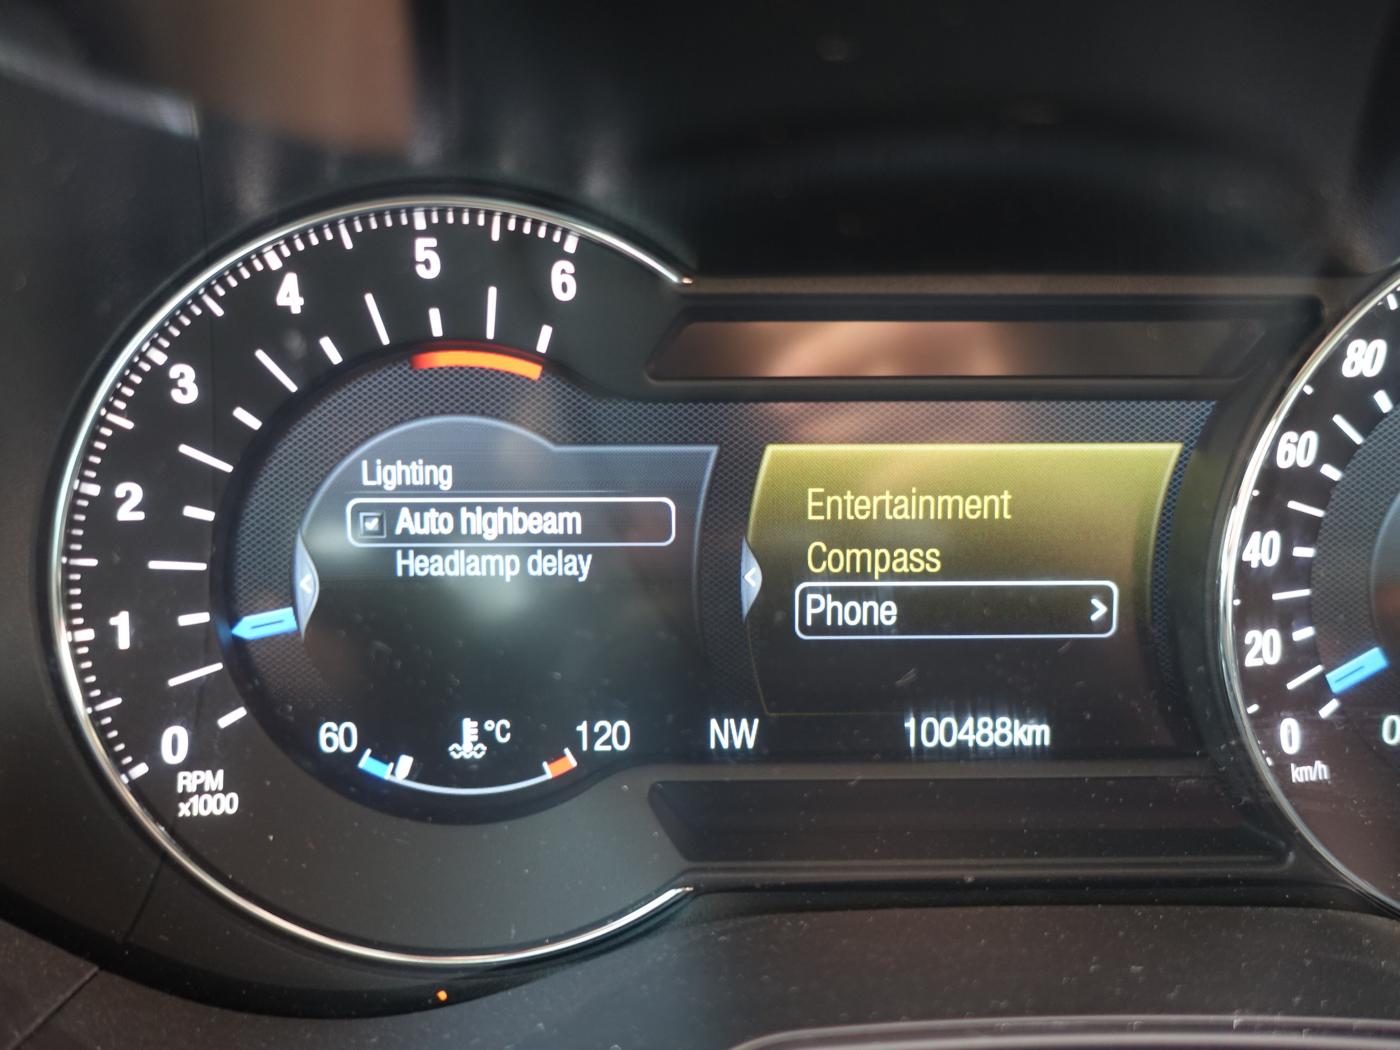 5
6
4
3
2
1
0
RPM
x1000
Lighting
Auto highbeam
Headlamp delay
60
°C
120
Entertainment
Compass
Phone
NW
100488km
80
60
40
20
0
km/h
0